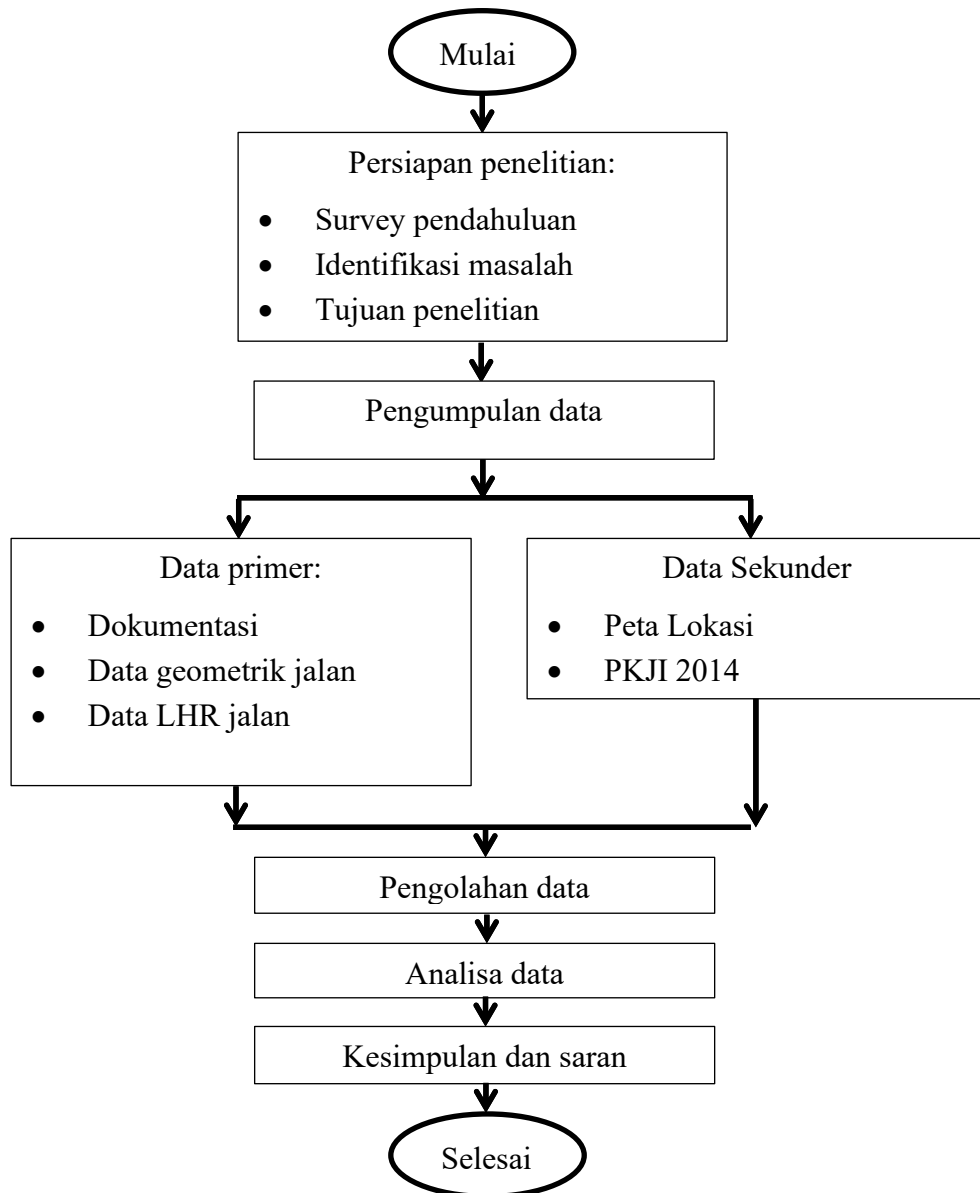 Mulai
Persiapan penelitian:
• Survey pendahuluan
• Identifikasi masalah
• Tujuan penelitian
Pengumpulan data
Data primer:
• Dokumentasi
• Data geometrik jalan
• Data LHR jalan
Data Sekunder
• Peta Lokasi
• PKJI 2014
Pengolahan data
Analisa data
Kesimpulan dan saran
Selesai